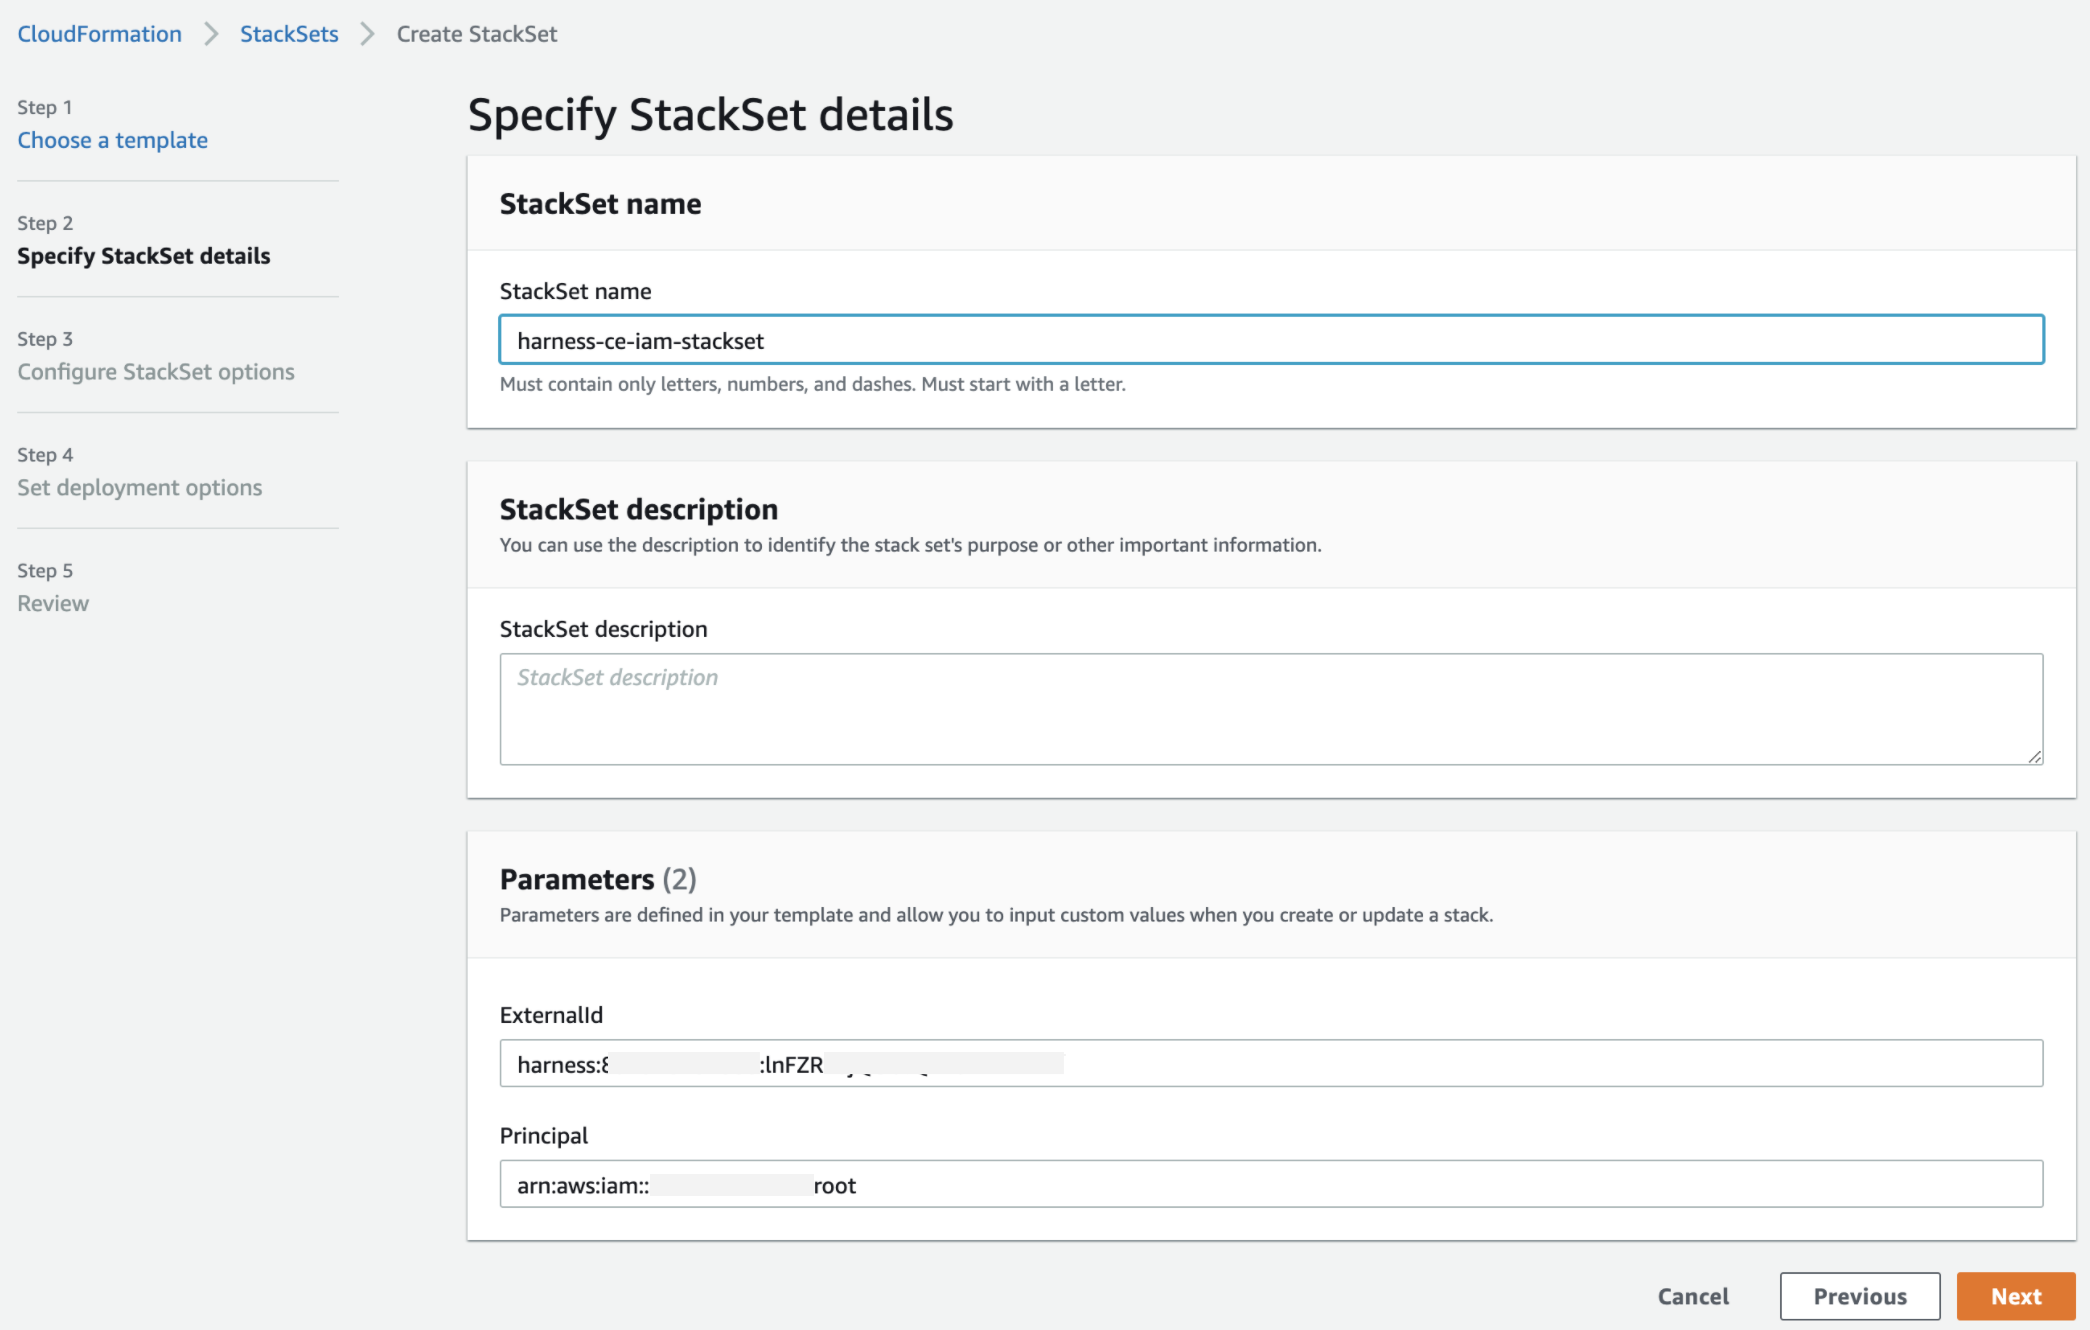 CloudFormation > StackSets > Create StackSet
Step 1
Choose a template
Step 2
Specify StackSet details
Step 3
Configure StackSet options
Step 4
Set deployment options
Step 5
Review
Specify StackSet details
StackSet name
StackSet name
harness-ce-iam-stackset
Must contain only letters, numbers, and dashes. Must start with a letter.
StackSet description
You can use the description to identify the stack set's purpose or other important information.
StackSet description
StackSet description
Parameters (2)
Parameters are defined in your template and allow you to input custom values when you create or update a stack.
ExternalId
harness:8 :lnFZR
Principal
arn:aws:iam:: root
Cancel
Previous
Next